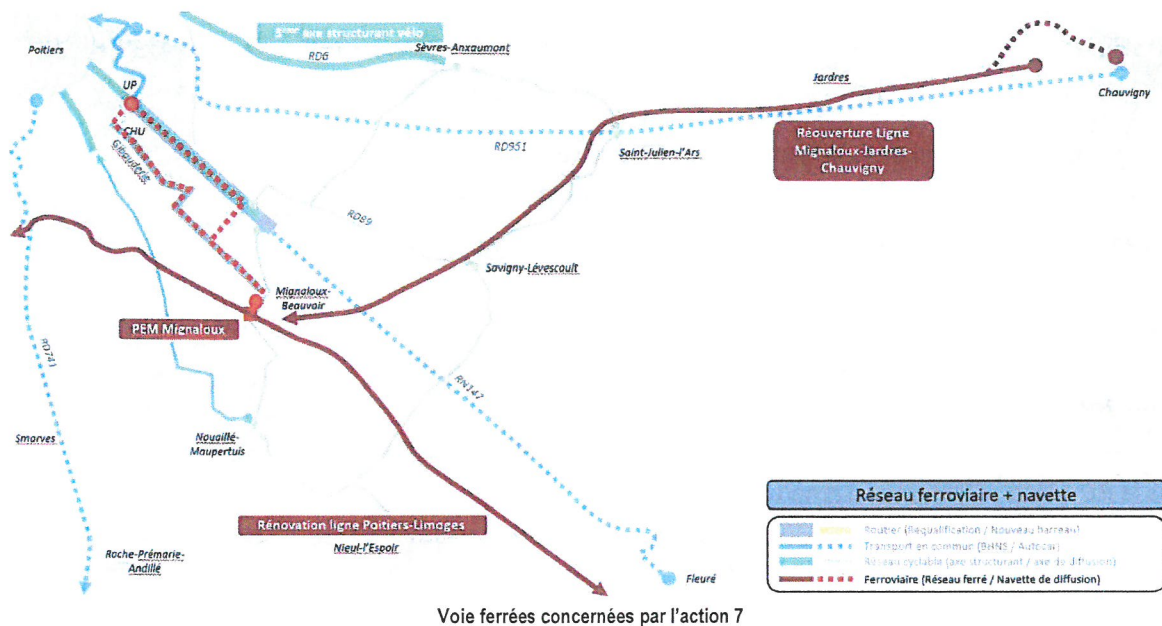 5ème axe structurant vélo
Poitiers
Sèvres-Anxaumont
RD6
UP
Jardres
Chauvigny
CHU
Gibauderie
RD951
Saint-Julien-l'Ars
Réouverture Ligne
Mignaloux-Jardres-
Chauvigny
RD89
Savigny-Lévescault
Mignaloux-
Beauvoir
PEM Mignaloux
RD741
RN147
Smarves
Nouaillé-
Maupertuis
Réseau ferroviaire + navette
Rénovation ligne Poitiers-Limoges
Nieul-l'Espoir
Routier (Requalification / Nouveau barreau)
Transport en commun (BHNS / Autocar)
Roche-Prémarie-
Andillé
Réseau cyclable (axe structurant / axe de diffusion)
Fleuré
Ferroviaire (Réseau ferré / Navette de diffusion)
Voie ferrées concernées par l'action 7